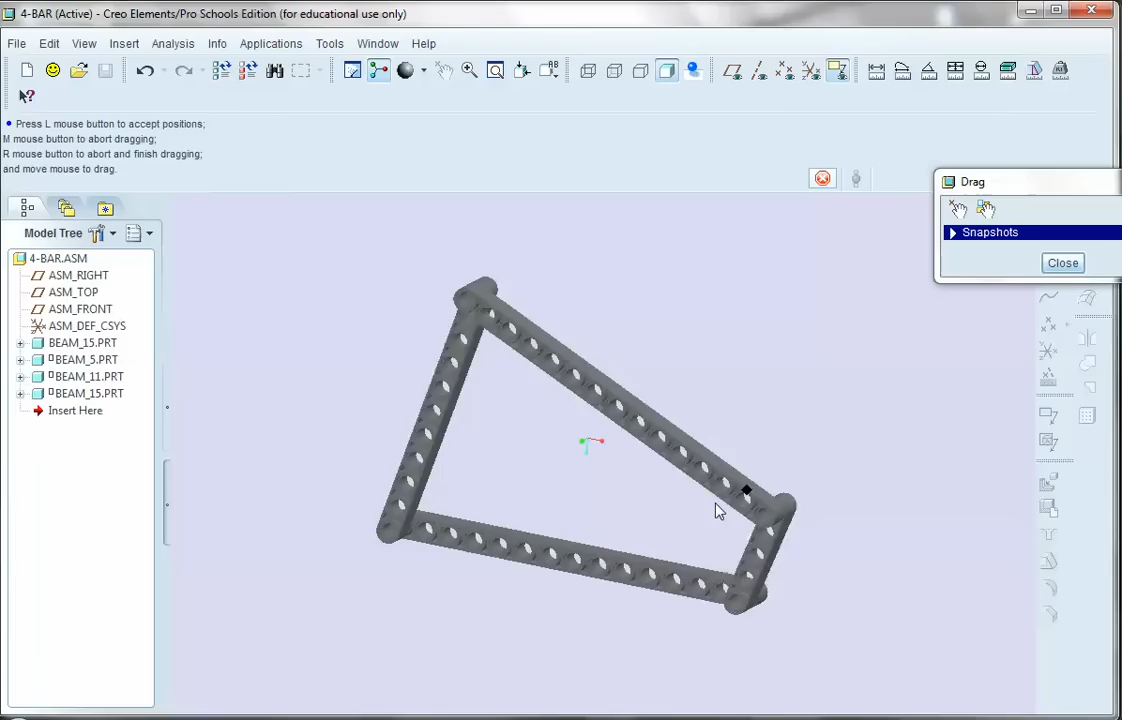 4-BAR (Active) - Creo Elements/Pro Schools Edition (for educational use only)
File Edit View Insert Analysis Info Applications Tools Window Help
Press L mouse button to accept positions;
M mouse button to abort dragging;
R mouse button to abort and finish dragging;
and move mouse to drag.
Drag
Snapshots
Close
Model Tree
4-BAR.ASM
ASM_RIGHT
ASM_TOP
ASM_FRONT
ASM_DEF_CSYS
BEAM_15.PRT
BEAM_5.PRT
BEAM_11.PRT
BEAM_15.PRT
Insert Here